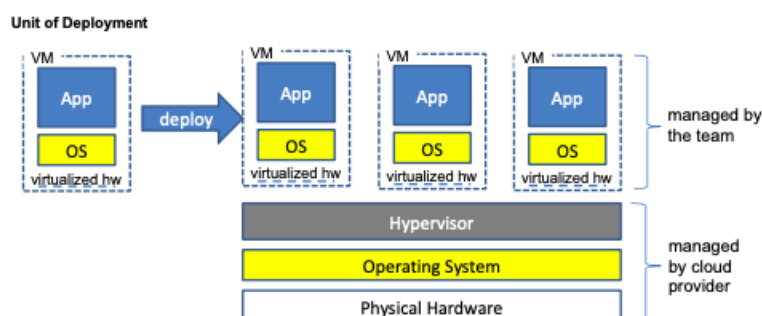 Unit of Deployment
VM
App
OS
virtualized hw
deploy
VM
App
OS
virtualized hw
VM
App
OS
virtualized hw
VM
App
OS
virtualized hw
managed by
the team
Hypervisor
Operating System
Physical Hardware
managed
by cloud
provider